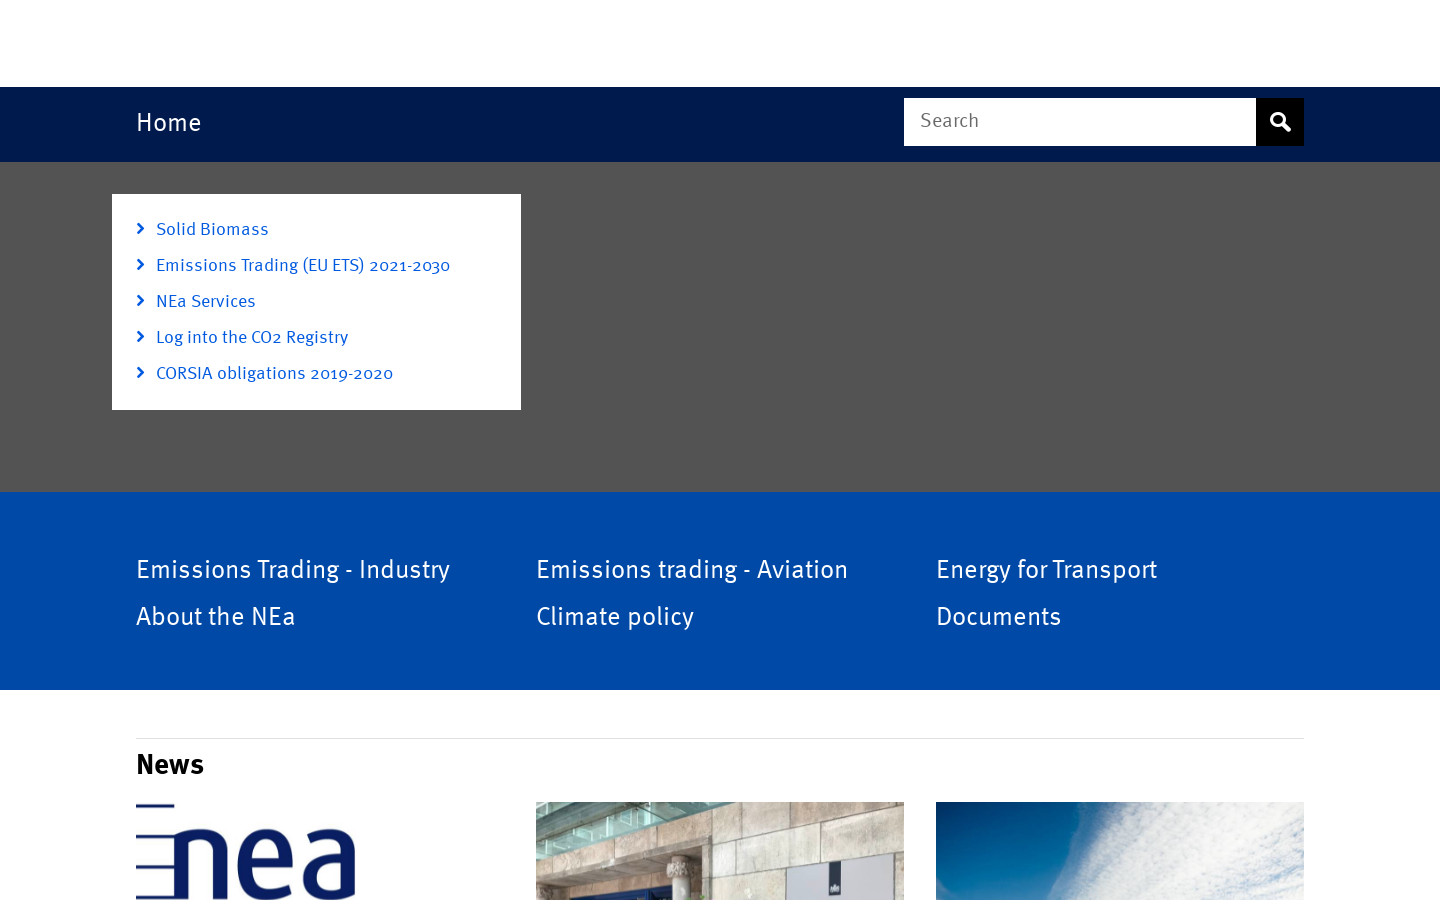 Home
Search
Solid Biomass
Emissions Trading (EU ETS) 2021-2030
NEa Services
Log into the CO2 Registry
CORSIA obligations 2019-2020
Emissions Trading - Industry
Emissions trading - Aviation
Energy for Transport
About the NEa
Climate policy
Documents
News
nea